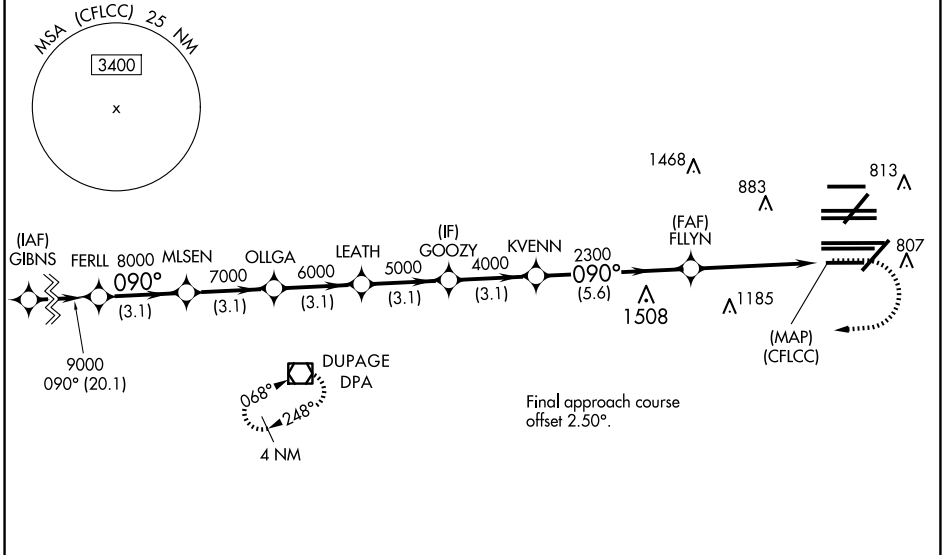 MSA (CFLCC) 25 NM
3400
x
1468
813
883
(IAF)
GIBNS
FERLL
8000
090°
(3.1)
MLSEN
7000
(3.1)
OLLGA
6000
(3.1)
LEATH
5000
(3.1)
(IF)
GOOZY
4000
(3.1)
KVENN
2300
090°
(5.6)
(FAF)
FLLYN
807
1508
1185
(MAP)
(CFLCC)
9000
090° (20.1)
DUPAGE
DPA
068°
248°
4 NM
Final approach course
offset 2.50°.